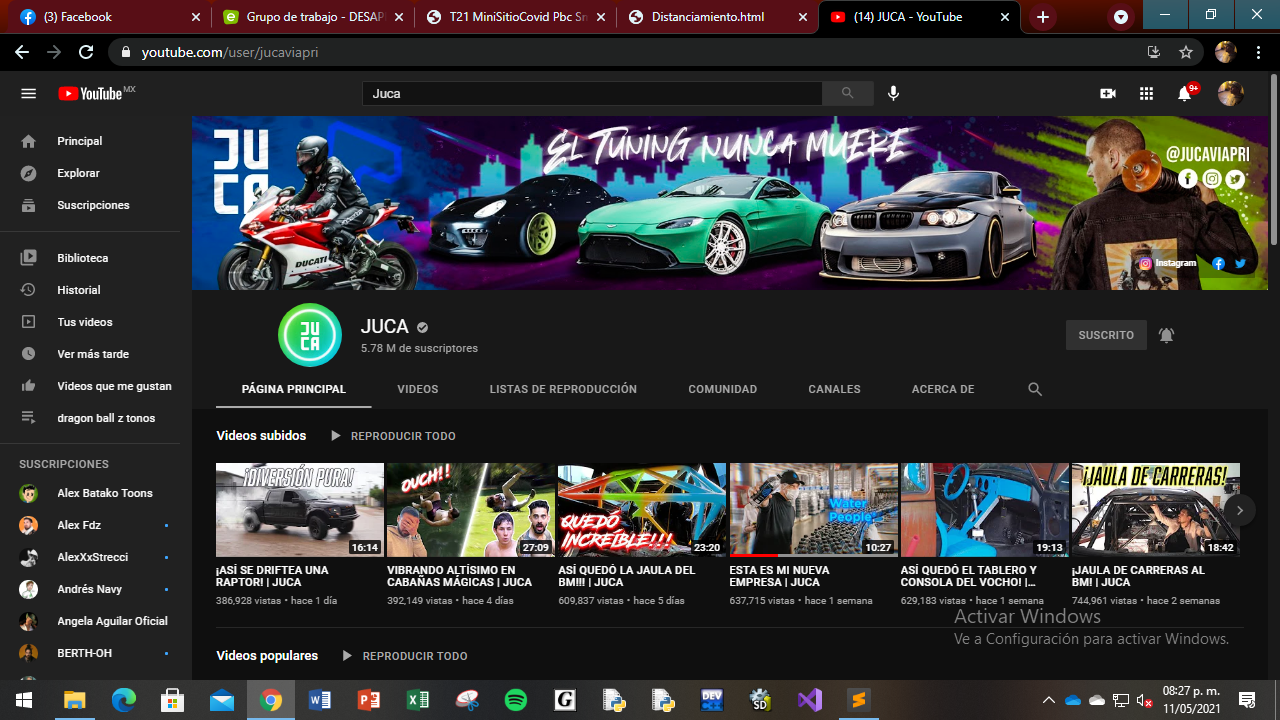 (3) Facebook
Grupo de trabajo - DESAP
T21 MiniSitioCovid Pbc Sn
Distanciamiento.html
(14) JUCA - YouTube
youtube.com/user/jucaviapri
YouTube MX
Juca
9+
Principal
Explorar
Suscripciones
Biblioteca
Historial
Tus videos
Ver más tarde
Videos que me gustan
dragon ball z tonos
SUSCRIPCIONES
Alex Batako Toons
Alex Fdz
AlexXxStrecci
Andrés Navy
Angela Aguilar Oficial
BERTH-OH
JU
CA
EL TUNING NUNCA MUERE
@JUCAVIAPRI
DUCATI
Instagram
JU
CA
JUCA
5.78 M de suscriptores
SUSCRITO
PÁGINA PRINCIPAL
VIDEOS
LISTAS DE REPRODUCCIÓN
COMUNIDAD
CANALES
ACERCA DE
Videos subidos
REPRODUCIR TODO
¡DIVERSIÓN PURA!
16:14
¡ASÍ SE DRIFTEA UNA
RAPTOR! | JUCA
386,928 vistas • hace 1 día
OUCH!!
27:09
VIBRANDO ALTÍSIMO EN
CABAÑAS MÁGICAS | JUCA
392,149 vistas • hace 4 días
QUEDÓ
INCREÍBLE!!!
23:20
ASÍ QUEDÓ LA JAULA DEL
BM!!! | JUCA
609,837 vistas • hace 5 días
Water
People!
10:27
ESTA ES MI NUEVA
EMPRESA | JUCA
637,715 vistas • hace 1 semana
19:13
ASÍ QUEDÓ EL TABLERO Y
CONSOLA DEL VOCHO! |...
629,183 vistas • hace 1 semana
¡JAULA DE CARRERAS!
18:42
¡JAULA DE CARRERAS AL
BM! | JUCA
744,961 vistas • hace 2 semanas
Activar Windows
Ve a Configuración para activar Windows.
Videos populares
REPRODUCIR TODO
DEV
SD
08:27 p. m.
11/05/2021